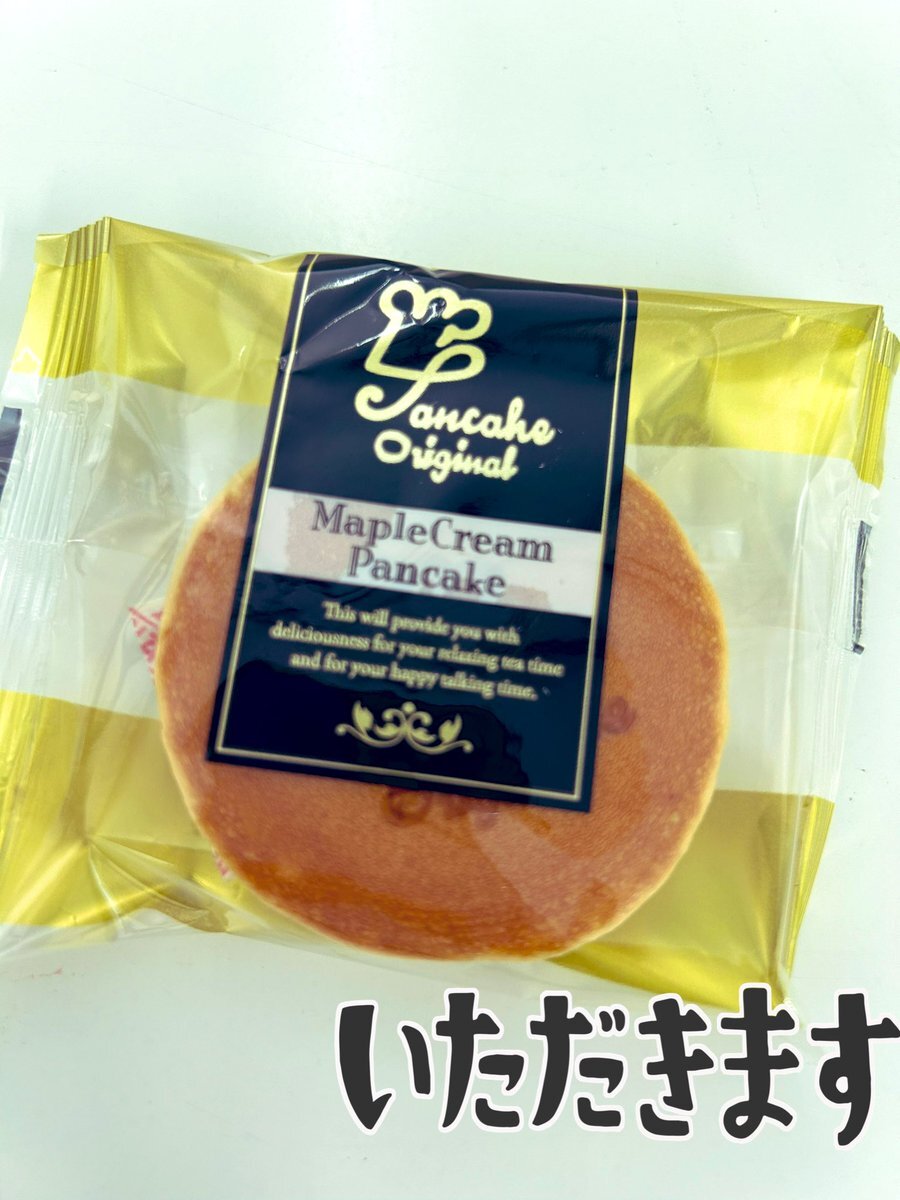 Pancake
Original
MapleCream
Pancake
This will provide you with
deliciousness for your relaxing tea time
and for your happy talking time.
いただきます